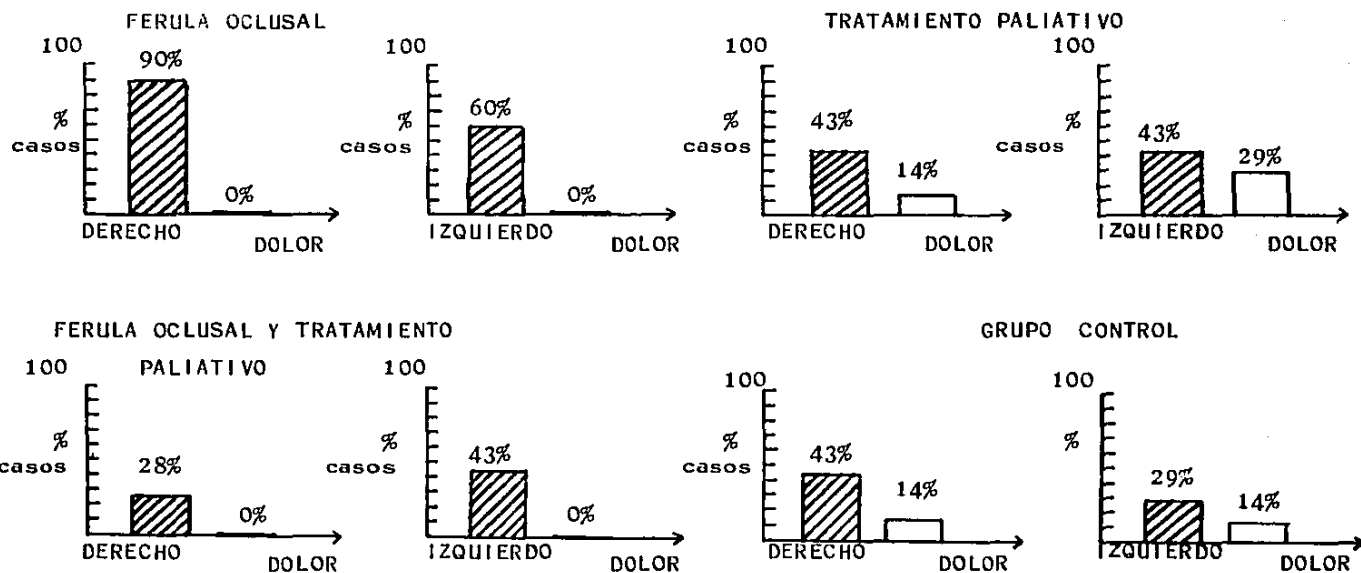 FERULA OCLUSAL
100
90%
%
casos
0%
DERECHO
DOLOR
60%
%
casos
0%
IZQUIERDO
DOLOR
TRATAMIENTO PALIATIVO
100
43%
%
casos
14%
DERECHO
DOLOR
100
43%
%
casos
29%
IZQUIERDO
DOLOR
FERULA OCLUSAL Y TRATAMIENTO
PALIATIVO
100
%
casos
28%
0%
DERECHO
DOLOR
100
%
casos
43%
0%
IZQUIERDO
DOLOR
GRUPO CONTROL
100
%
casos
43%
14%
DERECHO
DOLOR
100
%
29%
14%
IZQUIERDO
DOLOR